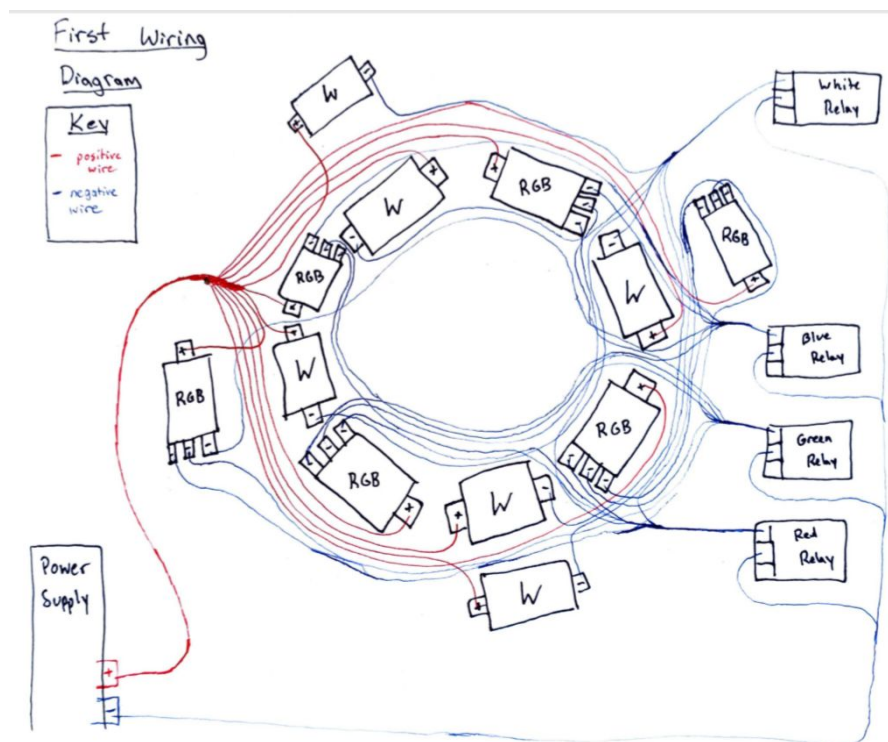 First Wiring
Diagram
Key
- positive
wire
- negative
wire
W
+
-
W
+
-
RGB
+
-
-
-
RGB
-
-
-
+
RGB
-
-
-
+
W
-
+
W
+
-
RGB
+
-
-
-
RGB
-
-
-
+
RGB
+
-
-
-
W
+
-
W
+
-
White
Relay
Blue
Relay
Green
Relay
Red
Relay
Power
Supply
+
-